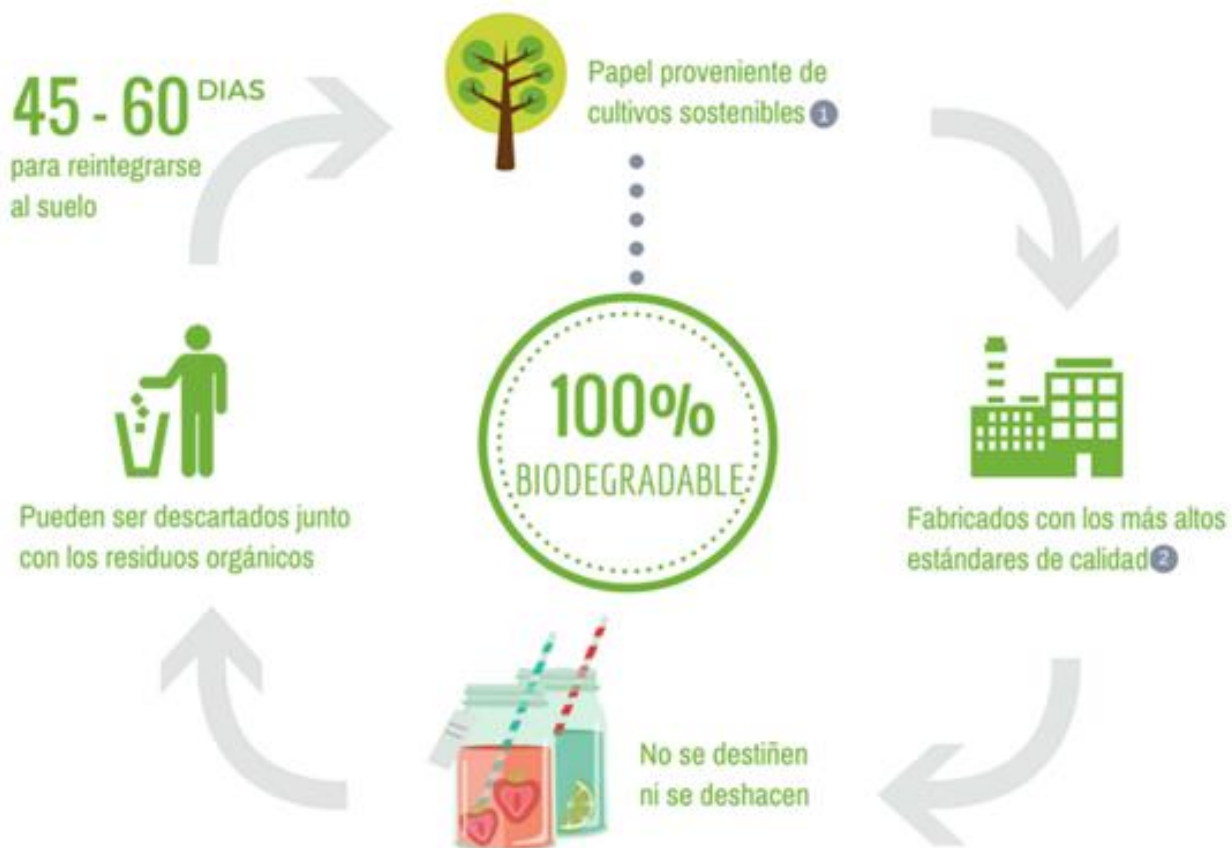 45 - 60 DIAS
para reintegrarse
al suelo
Papel proveniente de
cultivos sostenibles 1
100%
BIODEGRADABLE
Fabricados con los más altos
estándares de calidad 2
No se destiñen
ni se deshacen
Pueden ser descartados junto
con los residuos orgánicos